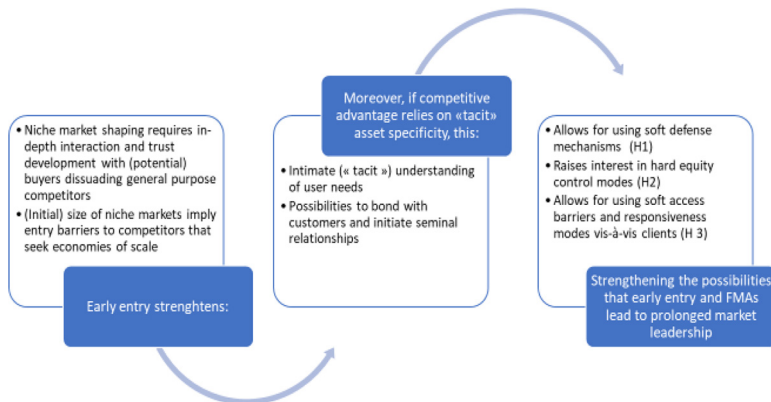 • Niche market shaping requires in-
depth interaction and trust
development with (potential)
buyers dissuading general purpose
competitors
• (Initial) size of niche markets imply
entry barriers to competitors that
seek economies of scale
Early entry strenghtens:
Moreover, if competitive
advantage relies on «tacit»
asset specificity, this:
• Intimate (« tacit ») understanding
of user needs
• Possibilities to bond with
customers and initiate seminal
relationships
• Allows for using soft defense
mechanisms (H1)
• Raises interest in hard equity
control modes (H2)
• Allows for using soft access
barriers and responsiveness
modes vis-à-vis clients (H 3)
Strengthening the possibilities
that early entry and FMAs
lead to prolonged market
leadership